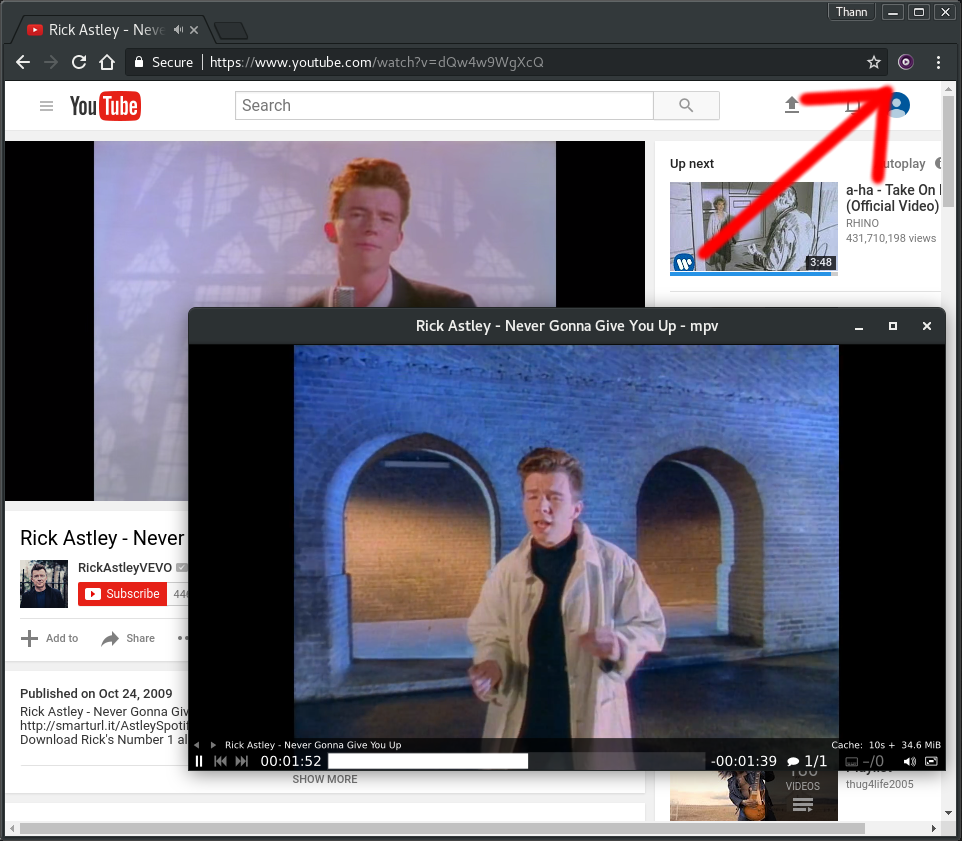 Thann
Rick Astley - Neve
Secure
https://www.youtube.com/watch?v=dQw4w9WgXcQ
YouTube
Search
Up next
utoplay
a-ha - Take On
(Official Video)
RHINO
431,710,198 views
3:48
Rick Astley - Never Gonna Give You Up - mpv
Rick Astley - Never
RickAstleyVEVO
Subscribe
446
Add to
Share
Published on Oct 24, 2009
Rick Astley - Never Gonna Giv
http://smarturl.it/AstleySpotif
Download Rick's Number 1 al
SHOW MORE
Rick Astley - Never Gonna Give You Up
Cache: 10s + 34.6 MiB
00:01:52
-00:01:39
1/1
-/0
VIDEOS
thug4life2005